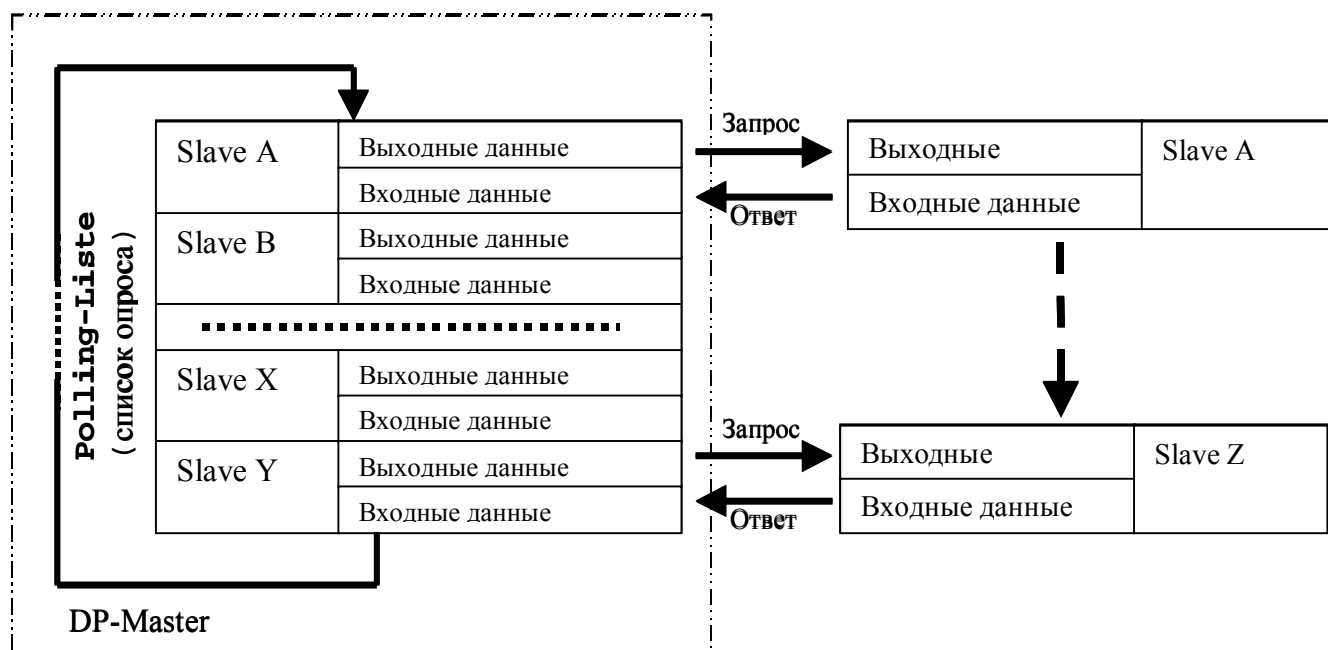 Polling-Liste
(список опроса)
Slave A
Выходные данные
Входные данные
Slave B
Выходные данные
Входные данные
Slave X
Выходные данные
Входные данные
Slave Y
Выходные данные
Входные данные
DP-Master
Запрос
Ответ
Выходные
Входные данные
Slave A
Запрос
Ответ
Выходные
Входные данные
Slave Z